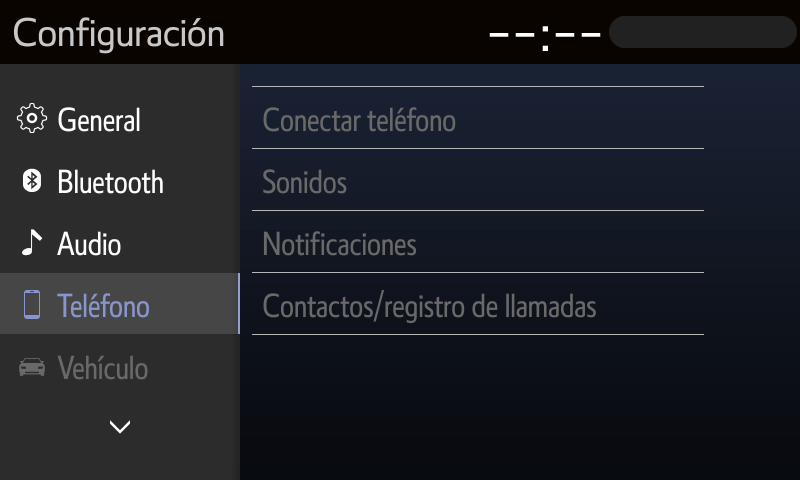 Configuración
--:--
General
Bluetooth
Audio
Teléfono
Vehículo
Conectar teléfono
Sonidos
Notificaciones
Contactos/registro de llamadas